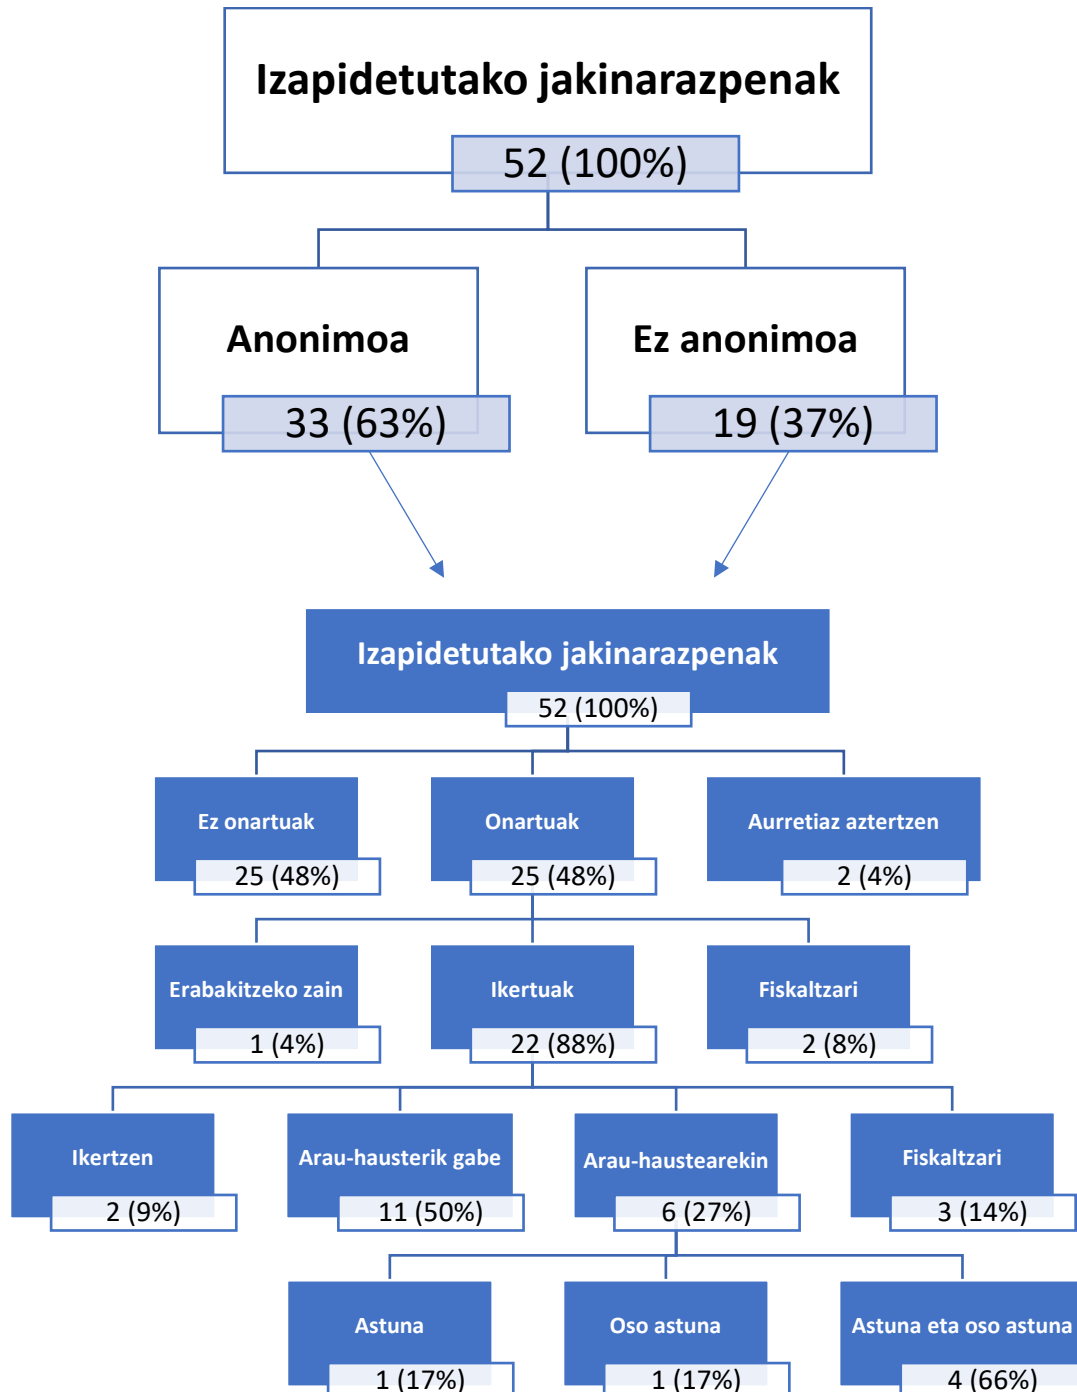 Izapidetutako jakinarazpenak
52 (100%)
Anonimoa
Ez anonimoa
33 (63%)
19 (37%)
Izapidetutako jakinarazpenak
52 (100%)
Ez onartuak
Onartuak
Aurretiaz aztertzen
25 (48%)
25 (48%)
2 (4%)
Erabakitzeko zain
Ikertuak
Fiskaltzari
1 (4%)
22 (88%)
2 (8%)
Ikertzen
Arau-hausterik gabe
Arau-haustearekin
Fiskaltzari
2 (9%)
11 (50%)
6 (27%)
3 (14%)
Astuna
Oso astuna
Astuna eta oso astuna
1 (17%)
1 (17%)
4 (66%)